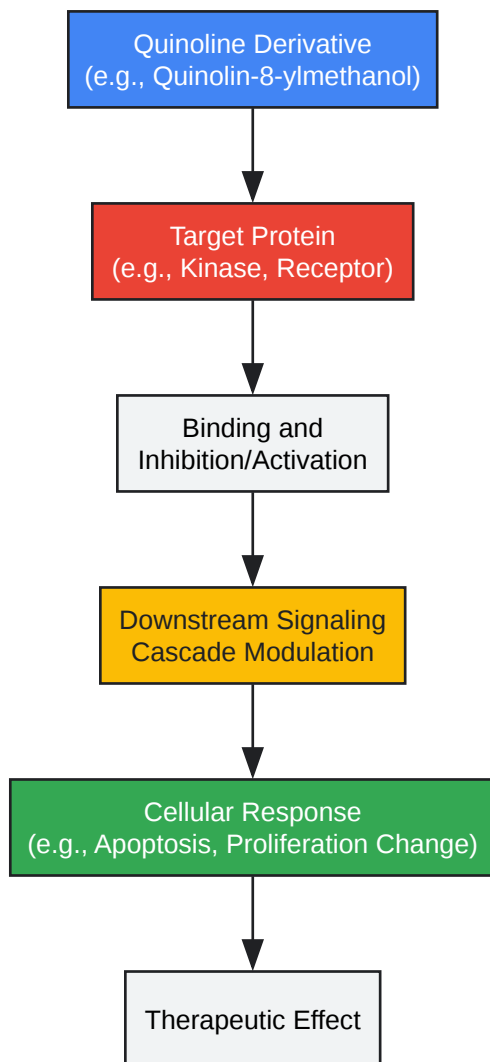 Quinoline Derivative
(e.g., Quinolin-8-ylmethanol)
Target Protein
(e.g., Kinase, Receptor)
Binding and
Inhibition/Activation
Downstream Signaling
Cascade Modulation
Cellular Response
(e.g., Apoptosis, Proliferation Change)
Therapeutic Effect